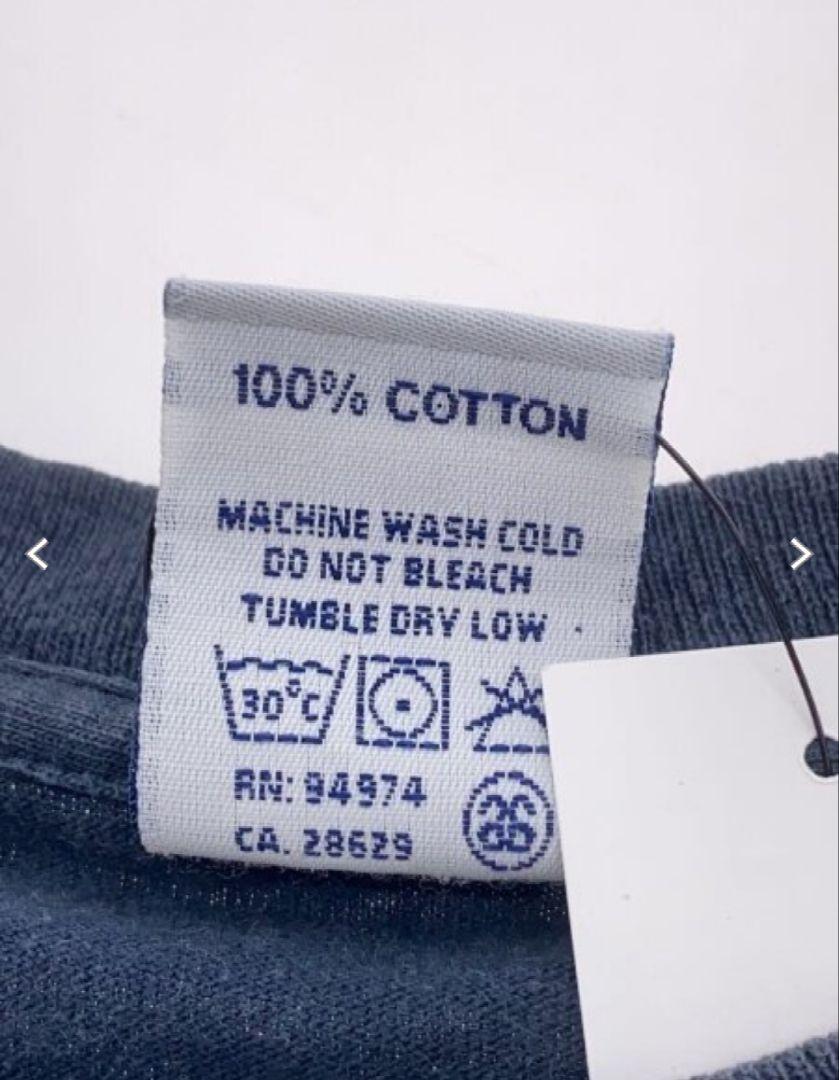 100% COTTON
MACHINE WASH COLD
DO NOT BLEACH
TUMBLE DRY LOW
30°C
RN: 94974
CA. 28629